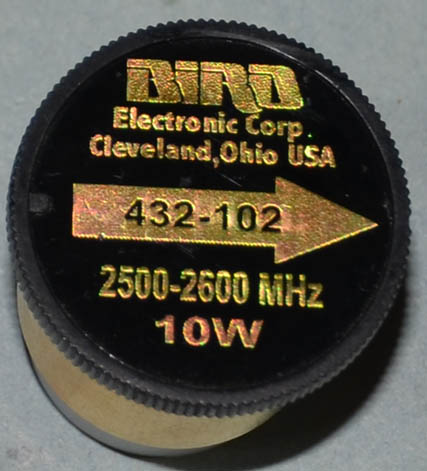 BIRD
Electronic Corp
Cleveland,Ohio USA
432-102
2500-2600 MHz
10W